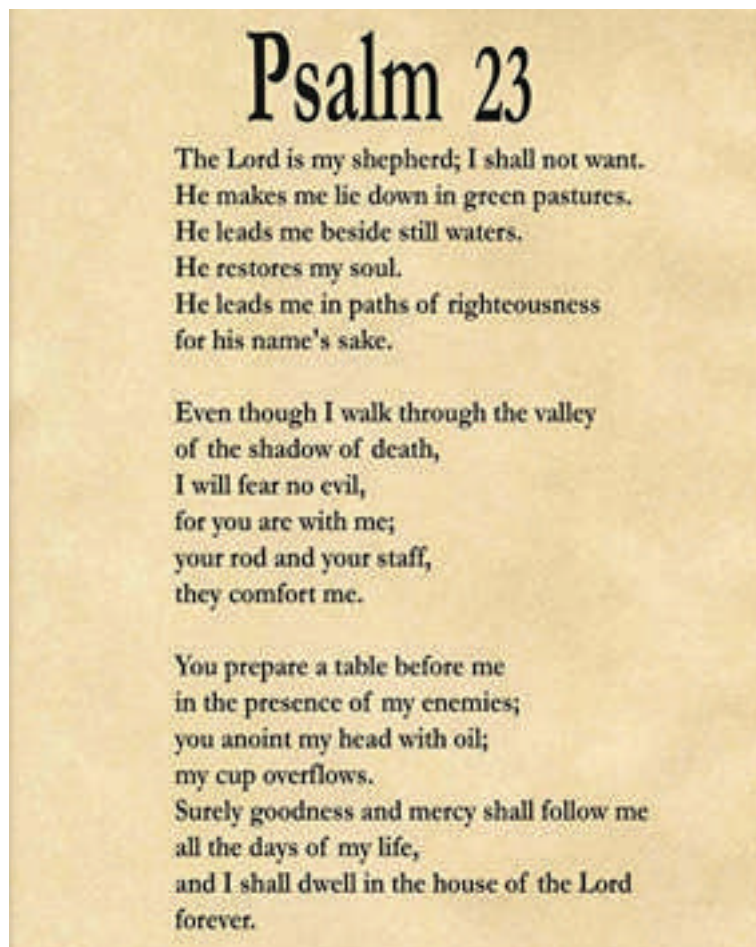 Psalm 23
The Lord is my shepherd; I shall not want.
He makes me lie down in green pastures.
He leads me beside still waters.
He restores my soul.
He leads me in paths of righteousness
for his name's sake.
Even though I walk through the valley
of the shadow of death,
I will fear no evil,
for you are with me;
your rod and your staff,
they comfort me.
You prepare a table before me
in the presence of my enemies;
you anoint my head with oil;
my cup overflows.
Surely goodness and mercy shall follow me
all the days of my life,
and I shall dwell in the house of the Lord
forever.